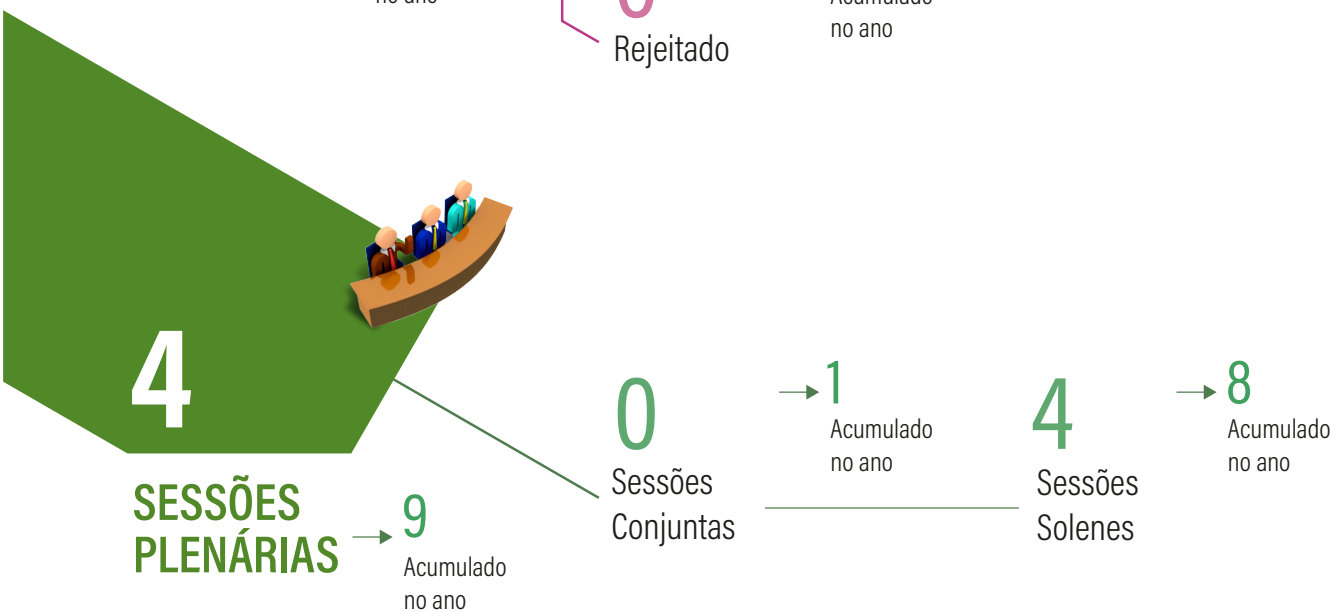 no ano
Rejeitado
Acumulado
no ano
4
SESSÕES
PLENÁRIAS
9
Acumulado
no ano
0
Sessões
Conjuntas
1
Acumulado
no ano
4
Sessões
Solenes
8
Acumulado
no ano